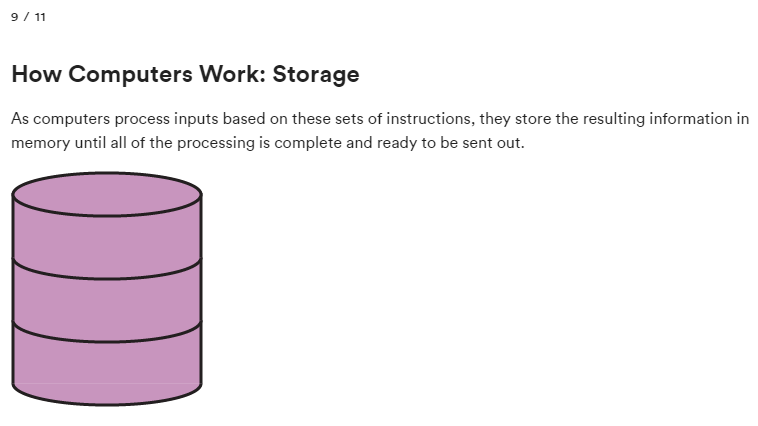 9 / 11
How Computers Work: Storage
As computers process inputs based on these sets of instructions, they store the resulting information in
memory until all of the processing is complete and ready to be sent out.